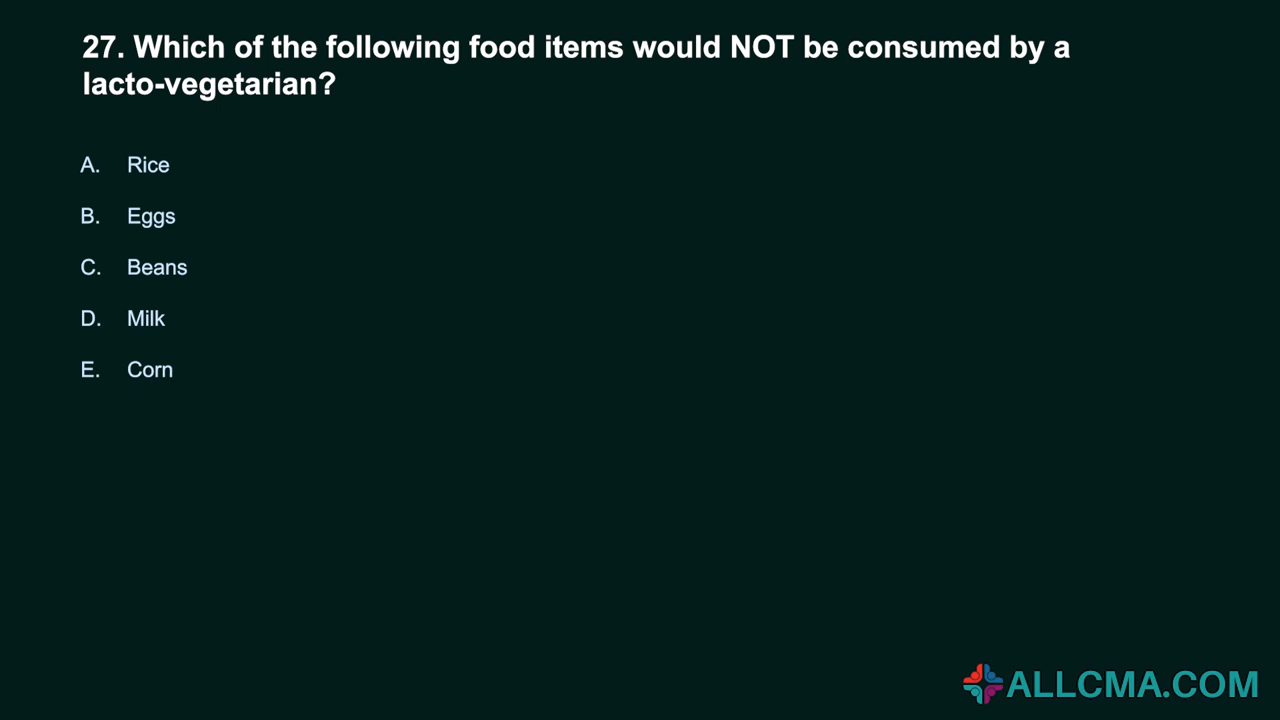 27. Which of the following food items would NOT be consumed by a
lacto-vegetarian?
A. Rice
B. Eggs
C. Beans
D. Milk
E. Corn
ALLCMA.COM